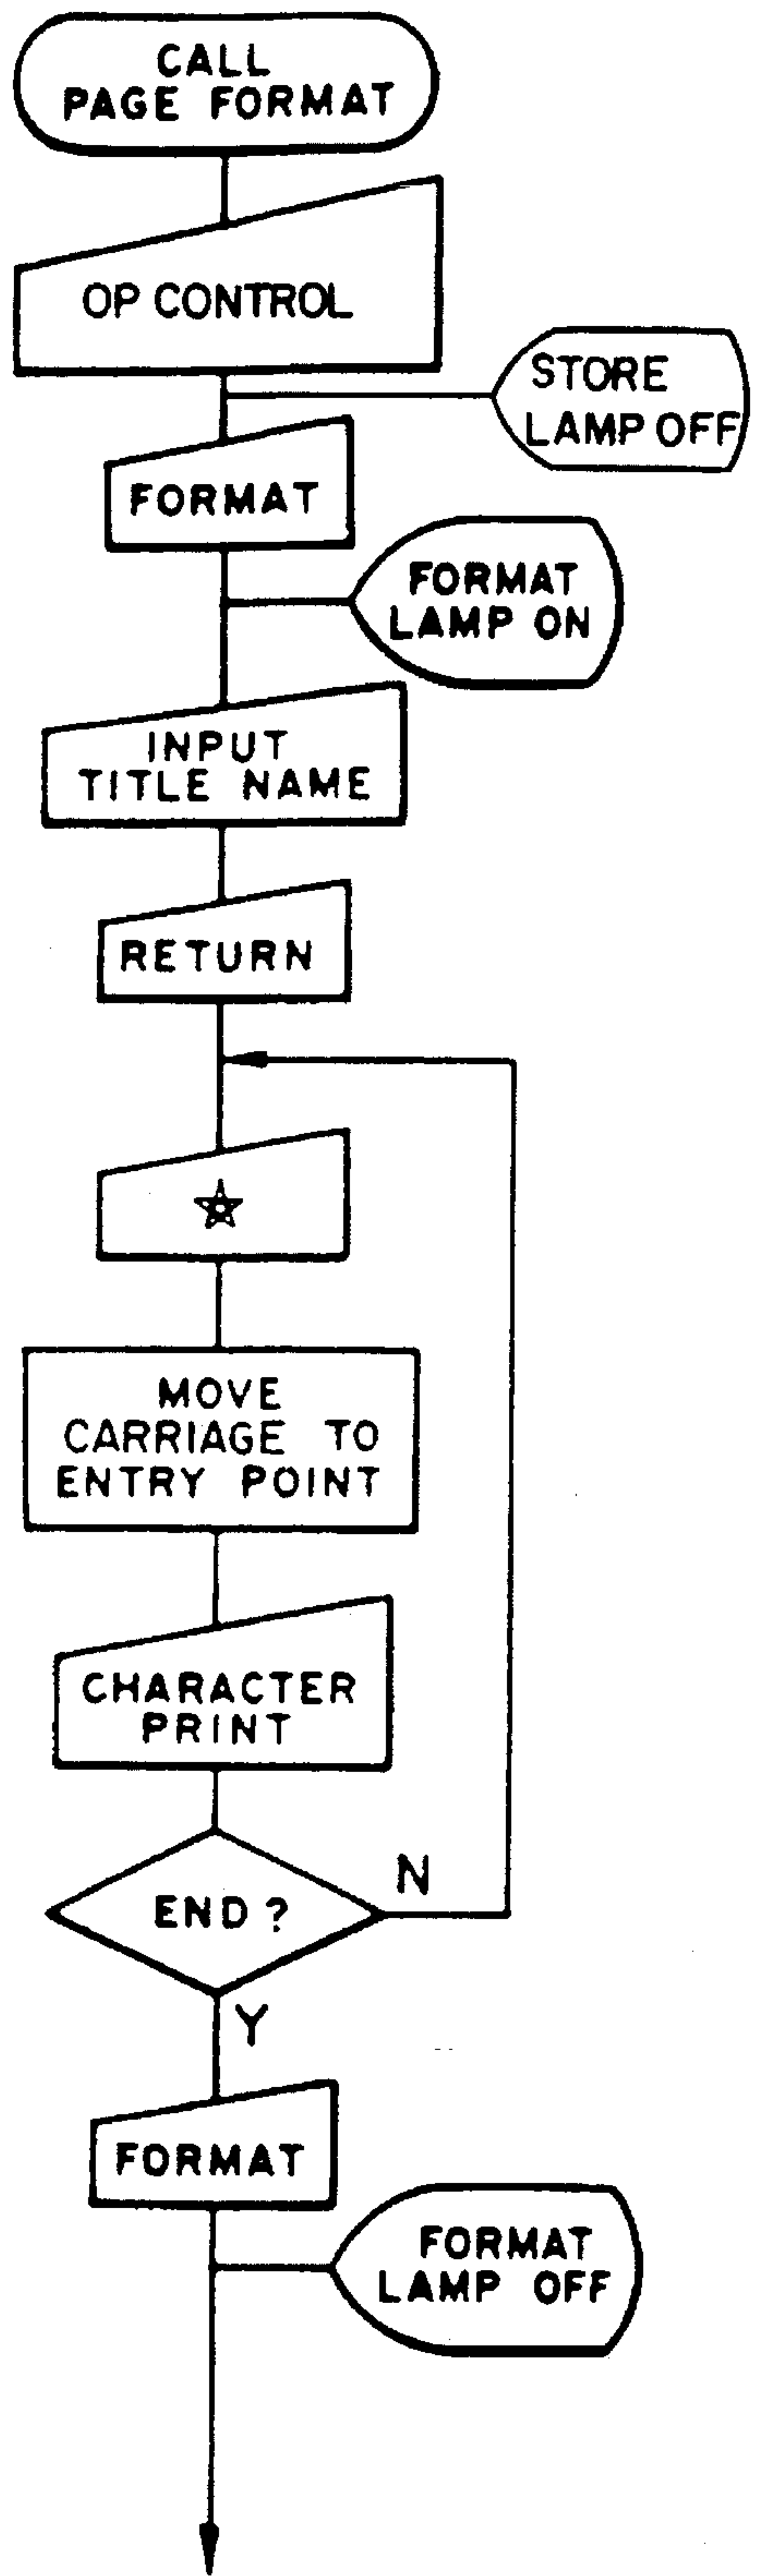 CALL
PAGE FORMAT
OP CONTROL
STORE
LAMP OFF
FORMAT
FORMAT
LAMP ON
INPUT
TITLE NAME
RETURN
MOVE
CARRIAGE TO
ENTRY POINT
CHARACTER
PRINT
END ?
N
Y
FORMAT
FORMAT
LAMP OFF